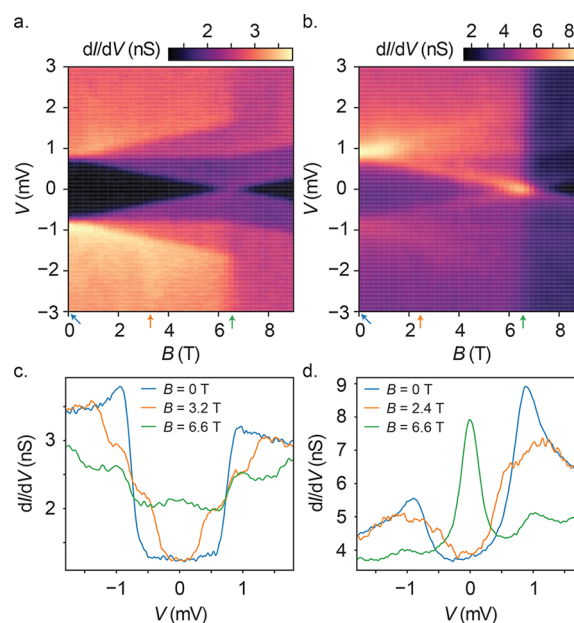 a.
b.
dI/dV (nS)
2 3
dI/dV (nS)
2 4 6 8
3
2
1
0
−1
−2
−3
V (mV)
0 2 4 6 8
B (T)
3
2
1
0
−1
−2
−3
V (mV)
0 2 4 6 8
B (T)
c.
d.
B = 0 T
B = 3.2 T
B = 6.6 T
3
2
dI/dV (nS)
−1 0 1
V (mV)
B = 0 T
B = 2.4 T
B = 6.6 T
9
8
7
6
5
4
dI/dV (nS)
−1 0 1
V (mV)